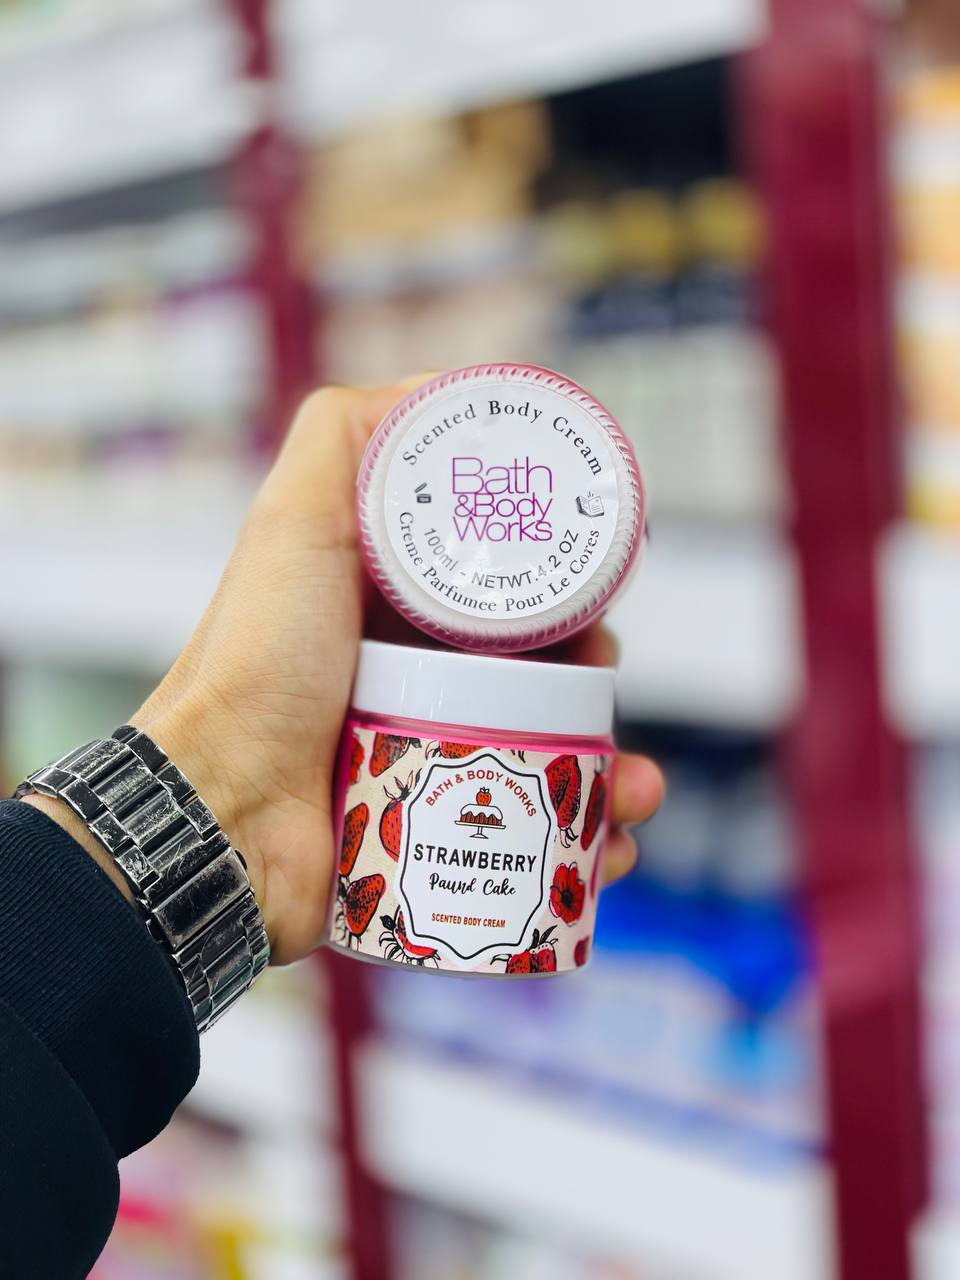 Scented Body Cream
Bath
&Body
Works
100ml - NETWT.4.2 OZ
Creme Parfumee Pour Le Cores
BATH & BODY WORKS
STRAWBERRY
Paund Cake
SCENTED BODY CREAM